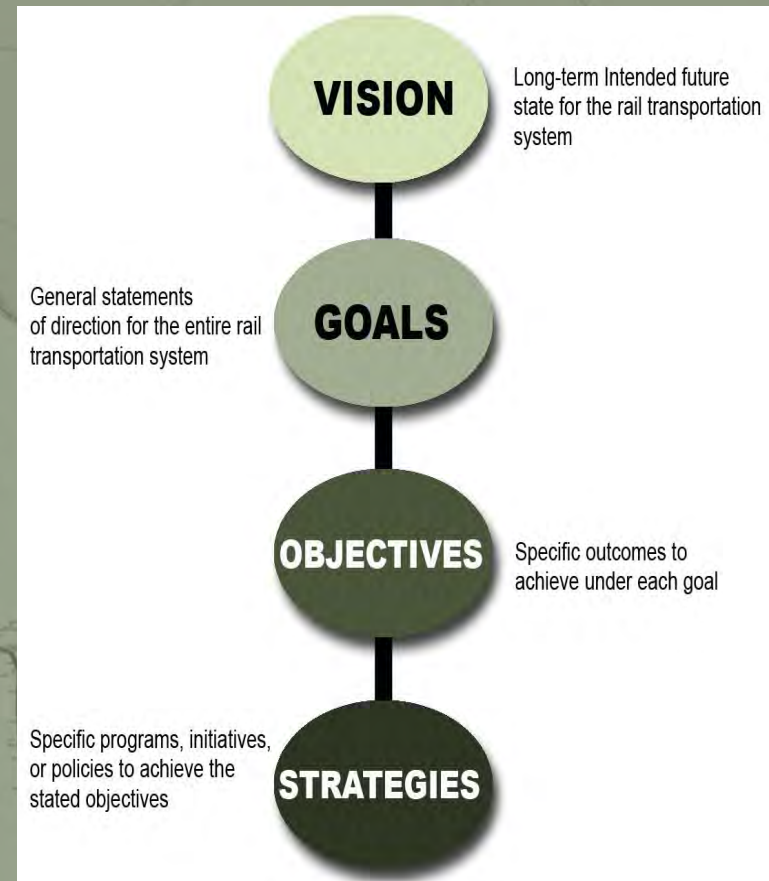 VISION
Long-term Intended future
state for the rail transportation
system
General statements
of direction for the entire rail
transportation system
GOALS
OBJECTIVES
Specific outcomes to
achieve under each goal
Specific programs, initiatives,
or policies to achieve the
stated objectives
STRATEGIES